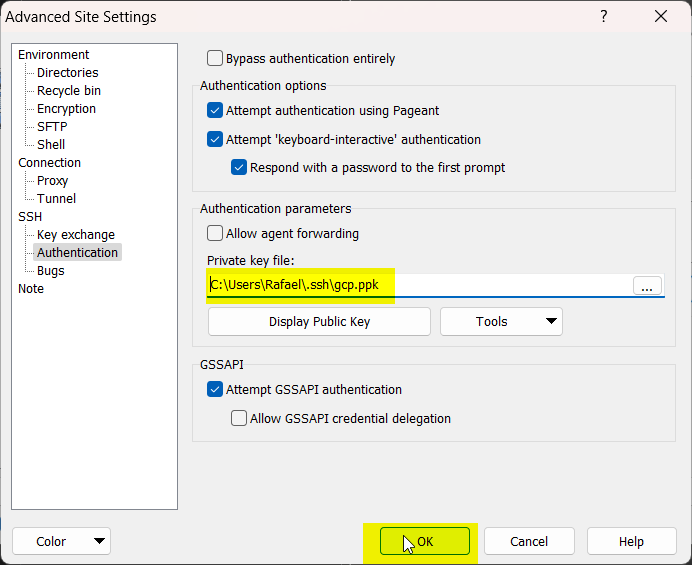 Advanced Site Settings
?
Environment
Directories
Recycle bin
Encryption
SFTP
Shell
Connection
Proxy
Tunnel
SSH
Key exchange
Authentication
Bugs
Note
Bypass authentication entirely
Authentication options
Attempt authentication using Pageant
Attempt 'keyboard-interactive' authentication
Respond with a password to the first prompt
Authentication parameters
Allow agent forwarding
Private key file:
C:\Users\Rafael\.ssh\gcp.ppk
...
Display Public Key
Tools
GSSAPI
Attempt GSSAPI authentication
Allow GSSAPI credential delegation
Color
OK
Cancel
Help